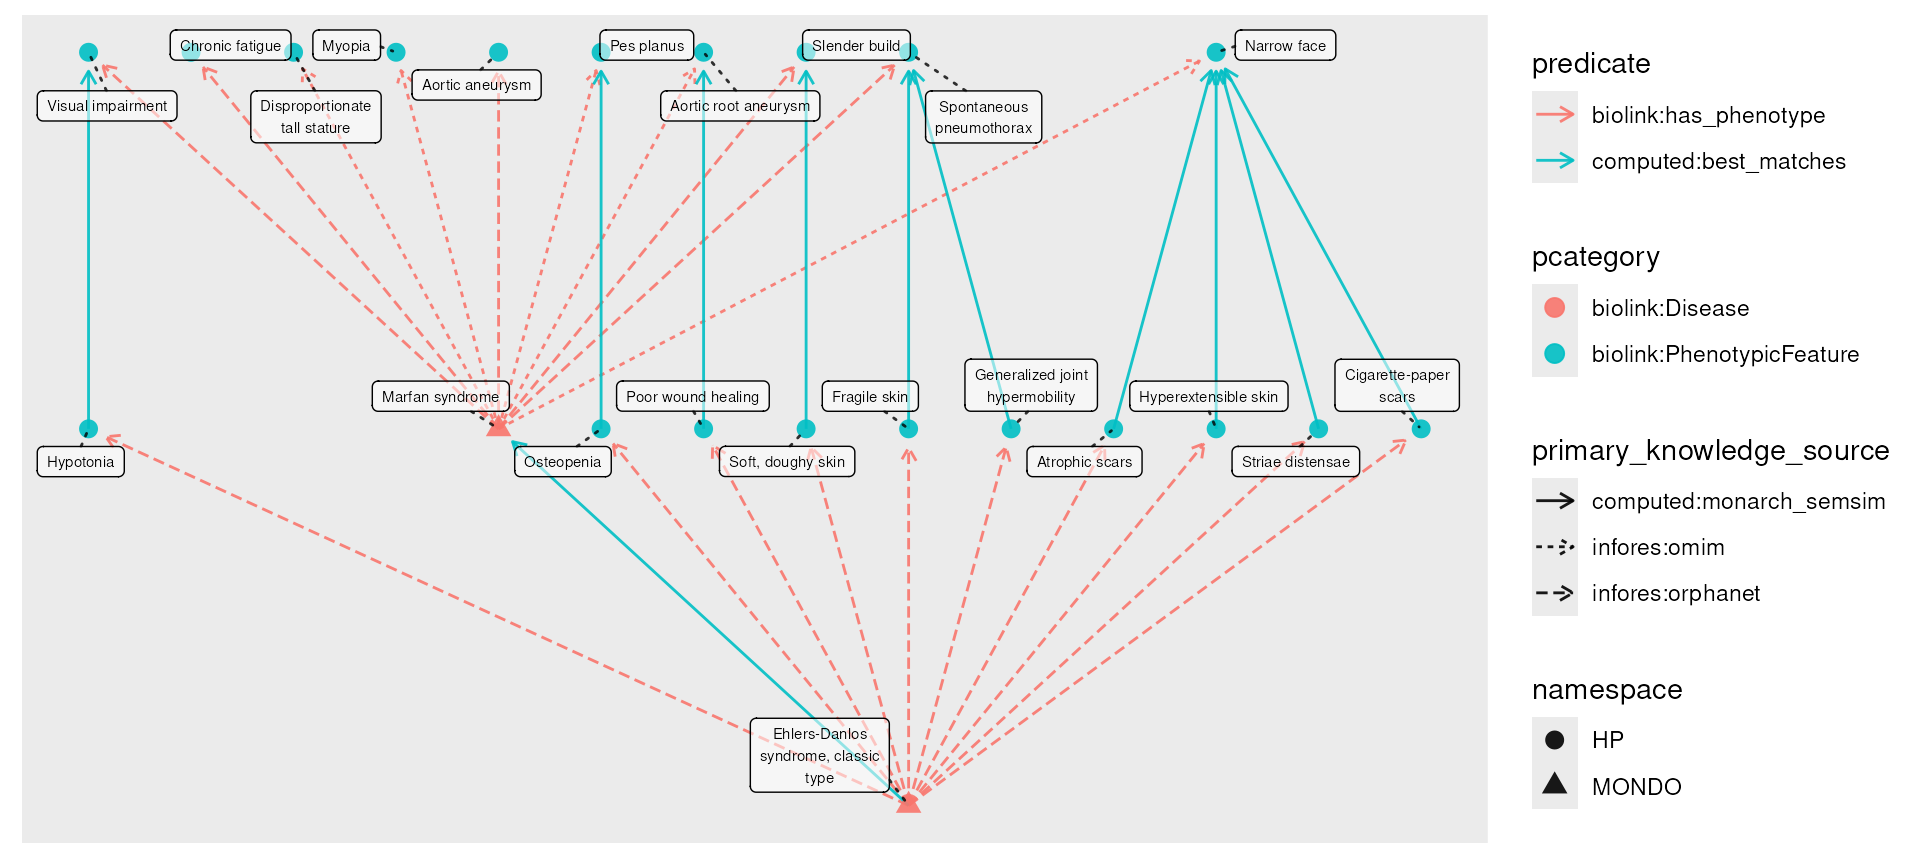 Chronic fatigue
Myopia
Pes planus
Slender build
Narrow face
Aortic aneurysm
Visual impairment
Disproportionate
tall stature
Aortic root aneurysm
Spontaneous
pneumothorax
Marfan syndrome
Poor wound healing
Fragile skin
Generalized joint
hypermobility
Hyperextensible skin
Cigarette-paper
scars
Hypotonia
Osteopenia
Soft, doughy skin
Atrophic scars
Striae distensae
Ehlers-Danlos
syndrome, classic
type
predicate
biolink:has_phenotype
computed:best_matches
pcategory
biolink:Disease
biolink:PhenotypicFeature
primary_knowledge_source
computed:monarch_semsim
infores:omim
infores:orphanet
namespace
HP
MONDO